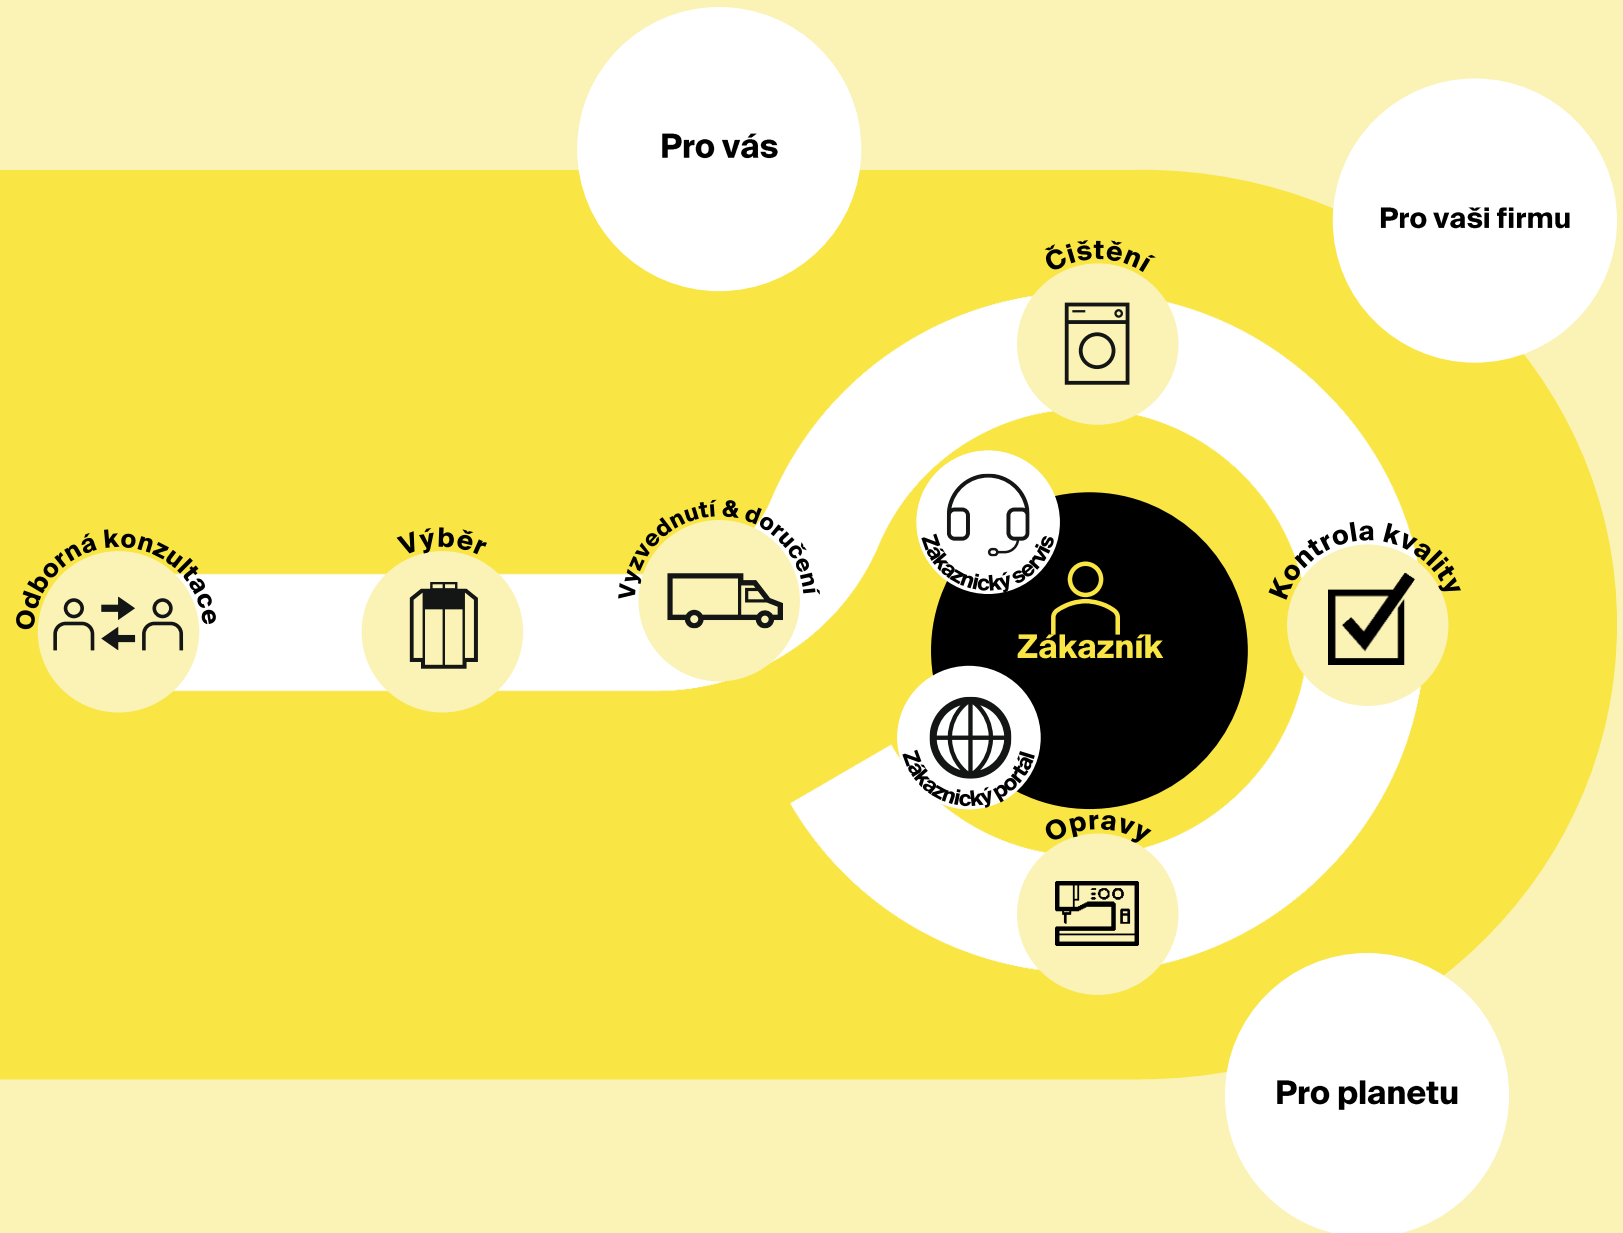 Pro vás
Pro vaši firmu
Čištění
Odborná konzultace
Výběr
Vyzvednutí & doručení
Zákaznický servis
Kontrola kvality
Zákazník
Zákaznický portál
Opravy
Pro planetu